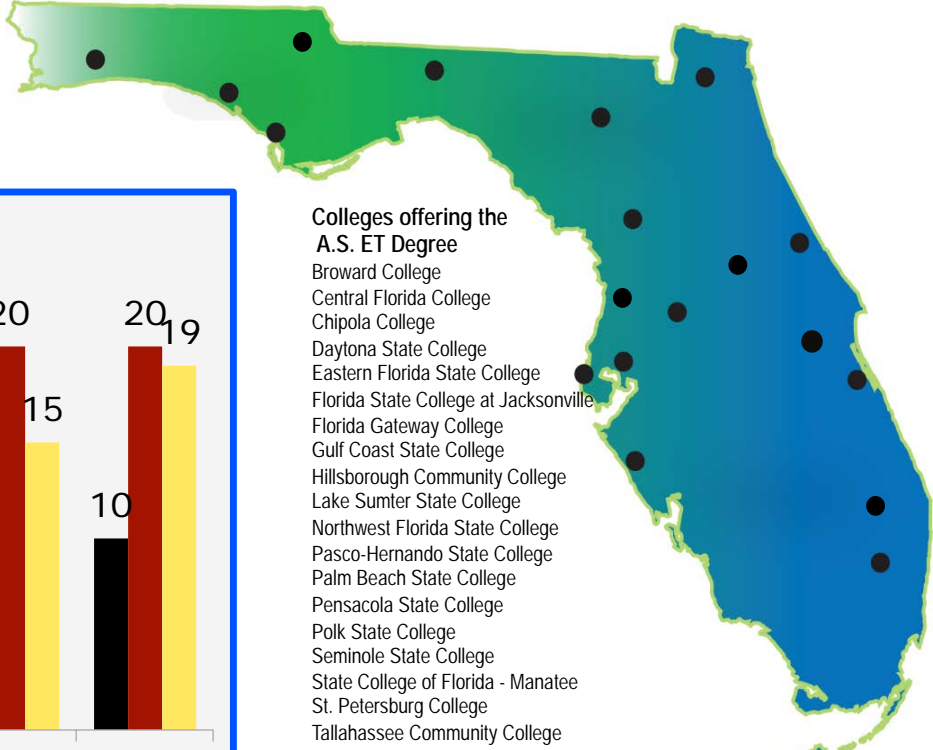 Colleges offering the
A.S. ET Degree
Broward College
Central Florida College
Chipola College
Daytona State College
Eastern Florida State College
Florida State College at Jacksonville
Florida Gateway College
Gulf Coast State College
Hillsborough Community College
Lake Sumter State College
Northwest Florida State College
Pasco-Hernando State College
Palm Beach State College
Pensacola State College
Polk State College
Seminole State College
State College of Florida - Manatee
St. Petersburg College
Tallahassee Community College
20
15
10
20
19